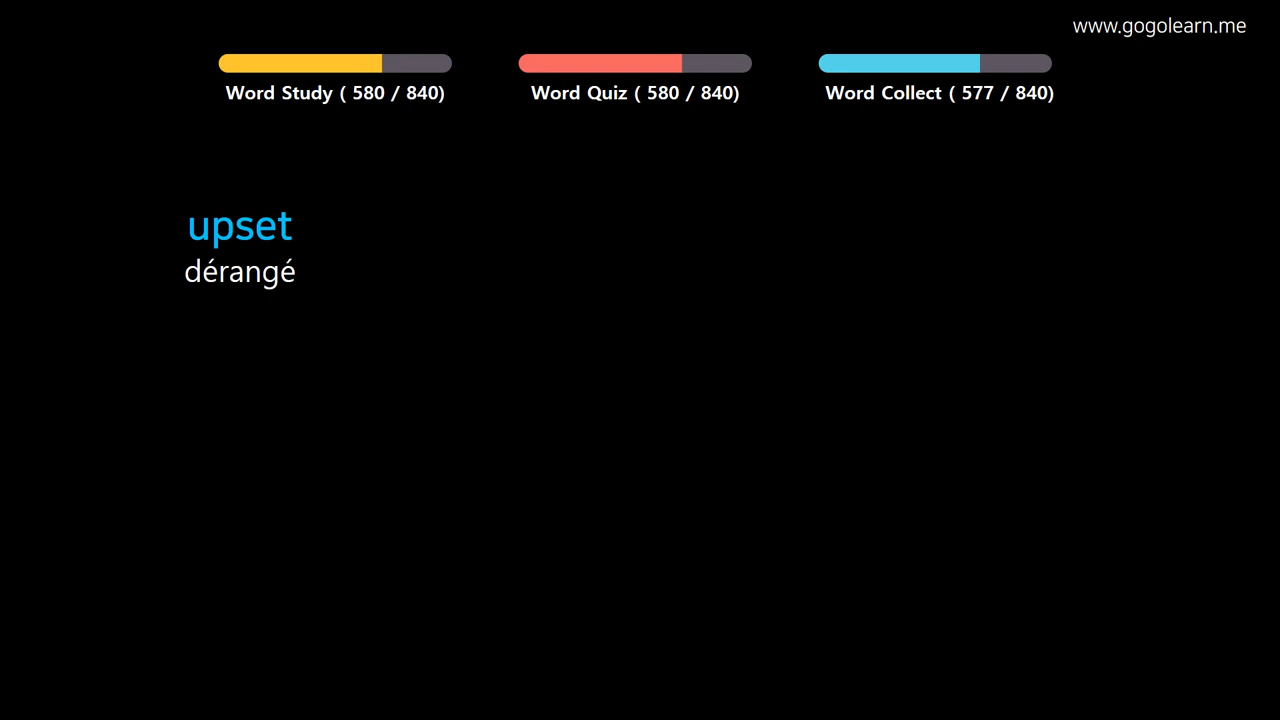 www.gogolearn.me
Word Study ( 580 / 840)
Word Quiz ( 580 / 840)
Word Collect ( 577 / 840)
upset
dérangé